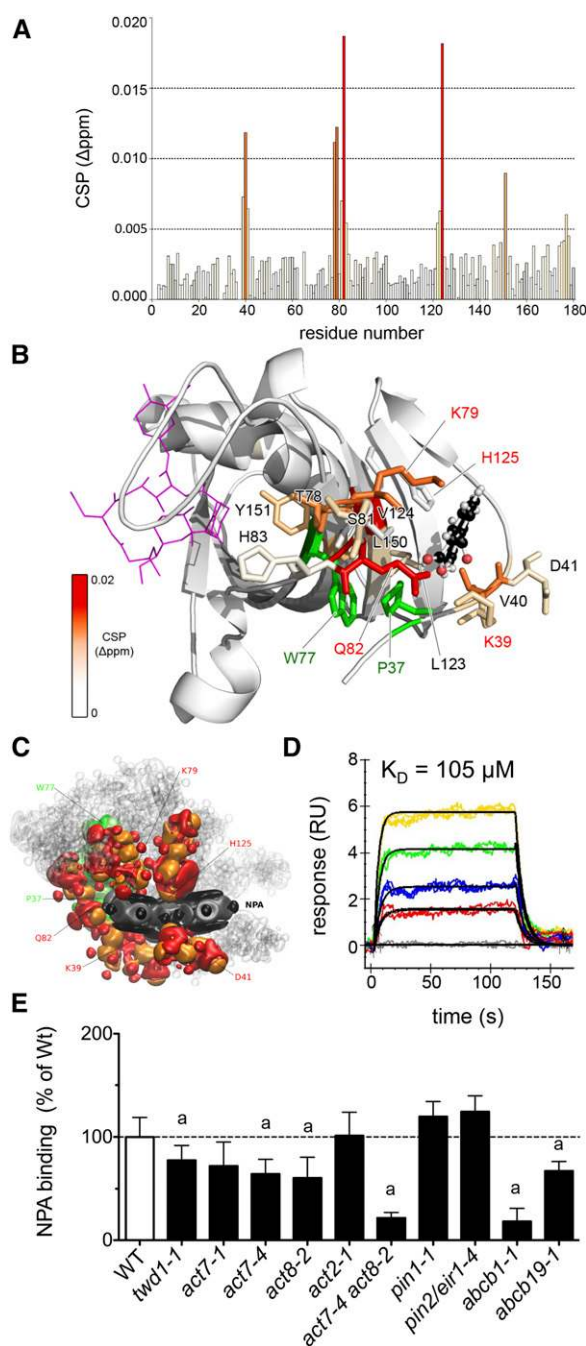 A
0.020
0.015
0.010
0.005
0.000
CSP (Δppm)
0 20 40 60 80 100 120 140 160 180
residue number
B
K79
H125
T78
V124
Y151
S81
H83
L150
D41
V40
W77
Q82
P37
L123
K39
0.02
CSP
(Δppm)
0
C
W77
K79
H125
P37
NPA
Q82
K39
D41
D
K_D = 105 µM
8
6
4
2
0
response (RU)
0 50 100 150
time (s)
E
200
100
0
NPA binding (% of Wt)
a a a a a a
WT
twd1-1
act7-1
act7-4
act8-2
act2-1
act7-4 act8-2
pin1-1
pin2/eir1-4
abcb1-1
abcb19-1